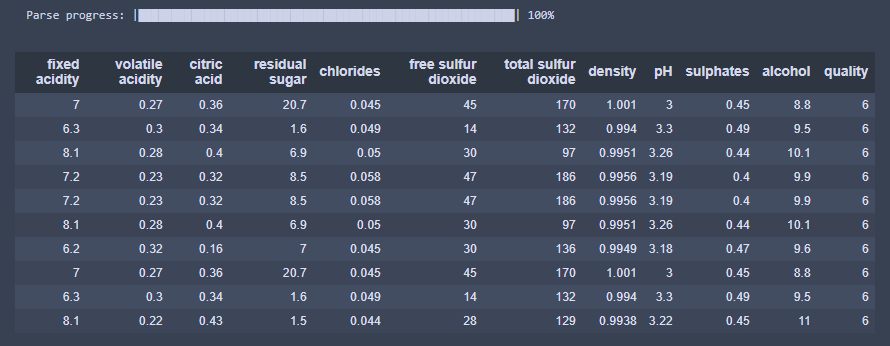 Parse progress: |██████████| 100%
fixed acidity volatile acidity citric acid residual sugar chlorides free sulfur dioxide total sulfur dioxide density pH sulphates alcohol quality
7 0.27 0.36 20.7 0.045 45 170 1.001 3 0.45 8.8 6
6.3 0.3 0.34 1.6 0.049 14 132 0.994 3.3 0.49 9.5 6
8.1 0.28 0.4 6.9 0.05 30 97 0.9951 3.26 0.44 10.1 6
7.2 0.23 0.32 8.5 0.058 47 186 0.9956 3.19 0.4 9.9 6
7.2 0.23 0.32 8.5 0.058 47 186 0.9956 3.19 0.4 9.9 6
8.1 0.28 0.4 6.9 0.05 30 97 0.9951 3.26 0.44 10.1 6
6.2 0.32 0.16 7 0.045 30 136 0.9949 3.18 0.47 9.6 6
7 0.27 0.36 20.7 0.045 45 170 1.001 3 0.45 8.8 6
6.3 0.3 0.34 1.6 0.049 14 132 0.994 3.3 0.49 9.5 6
8.1 0.22 0.43 1.5 0.044 28 129 0.9938 3.22 0.45 11 6